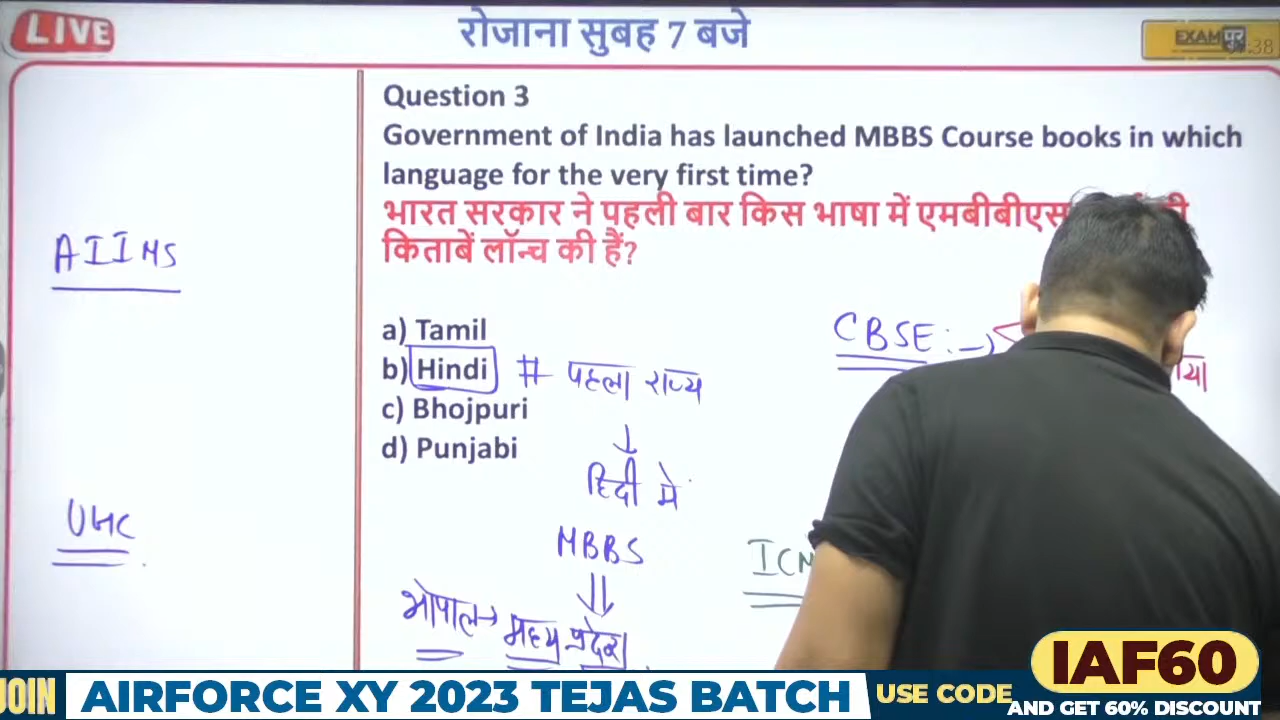 LIVE
रोजाना सुबह 7 बजे
EXAM पुर
:38
Question 3
Government of India has launched MBBS Course books in which
language for the very first time?
भारत सरकार ने पहली बार किस भाषा में एमबीबीएस
किताबें लॉन्च की हैं?
AIIMS
a) Tamil
b) Hindi # पहला राज्य
c) Bhojpuri
d) Punjabi
↓
हिंदी में
MBBS
भोपाल → मध्य प्रदेश
CBSE :- →
UGC
JOIN AIRFORCE XY 2023 TEJAS BATCH USE CODE IAF60
AND GET 60% DISCOUNT